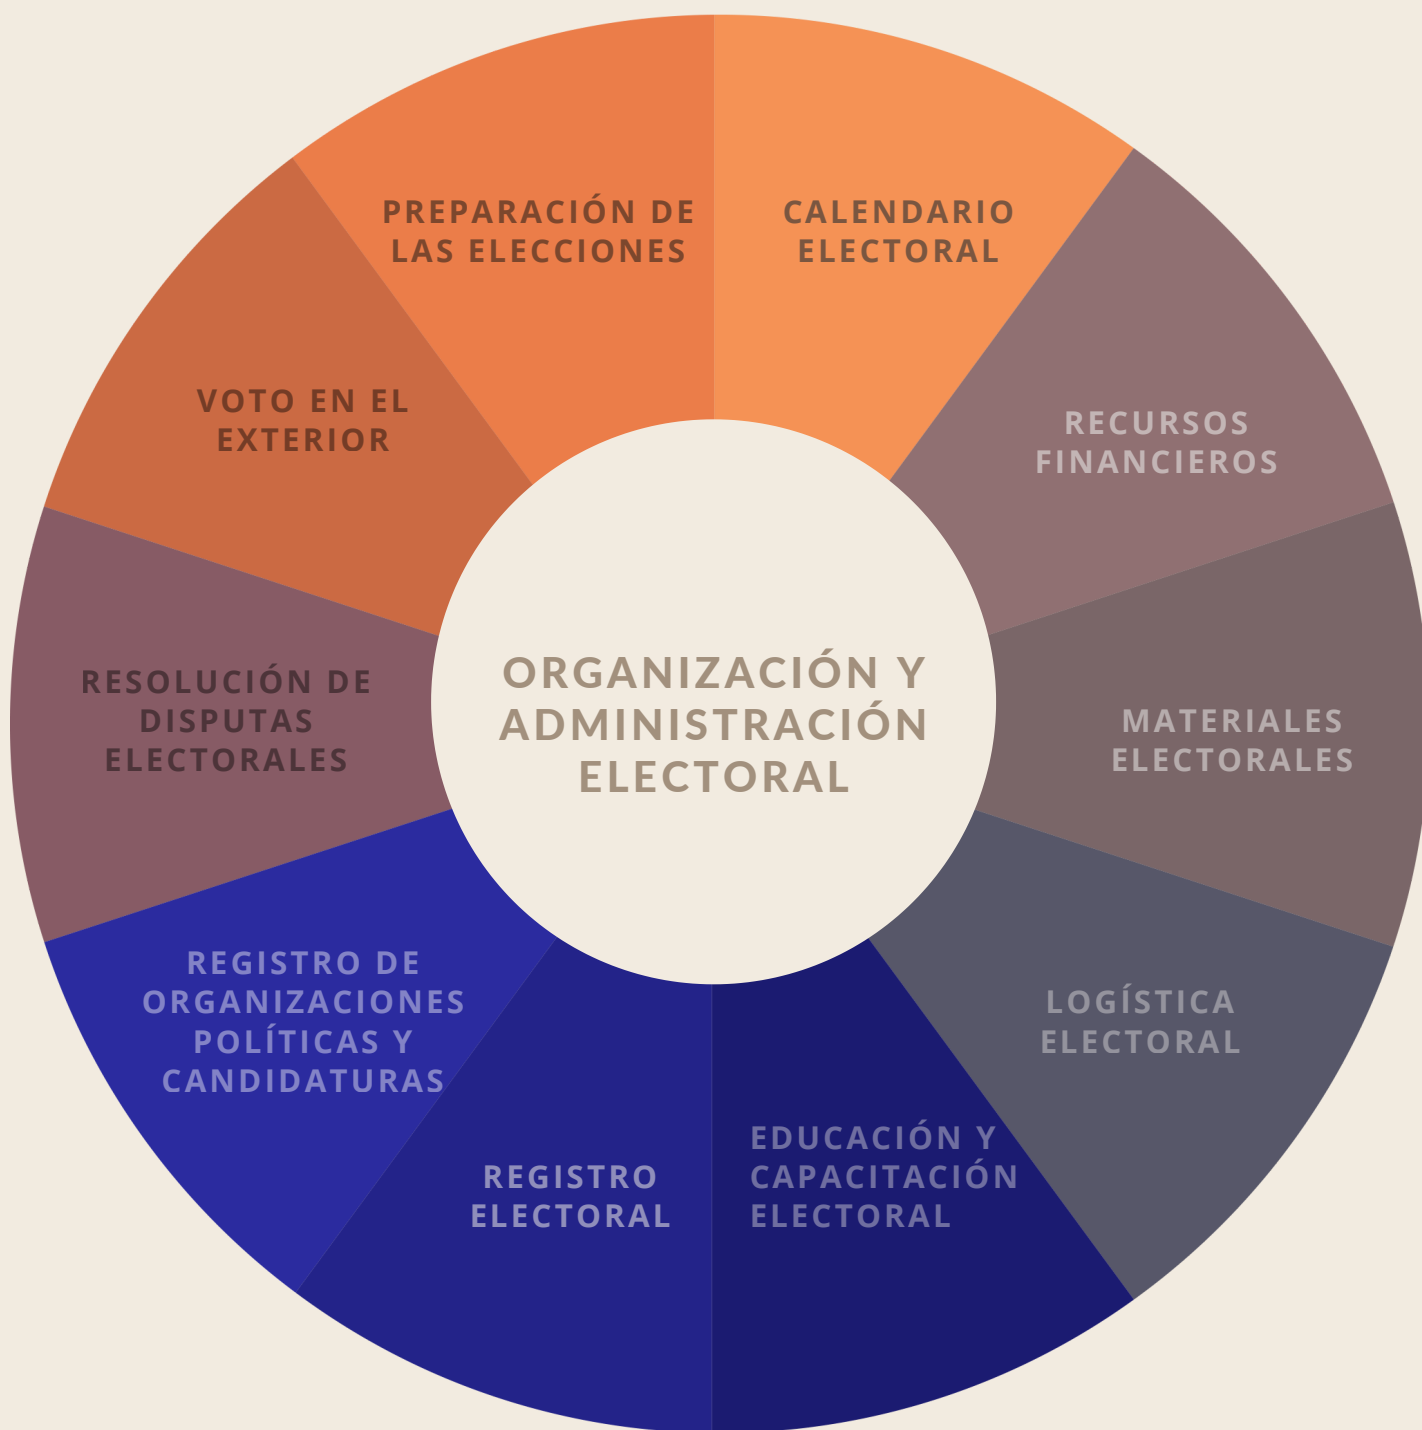 PREPARACIÓN DE
LAS ELECCIONES
CALENDARIO
ELECTORAL
VOTO EN EL
EXTERIOR
RECURSOS
FINANCIEROS
RESOLUCIÓN DE
DISPUTAS
ELECTORALES
ORGANIZACIÓN Y
ADMINISTRACIÓN
ELECTORAL
MATERIALES
ELECTORALES
REGISTRO DE
ORGANIZACIONES
POLÍTICAS Y
CANDIDATURAS
LOGÍSTICA
ELECTORAL
REGISTRO
ELECTORAL
EDUCACIÓN Y
CAPACITACIÓN
ELECTORAL